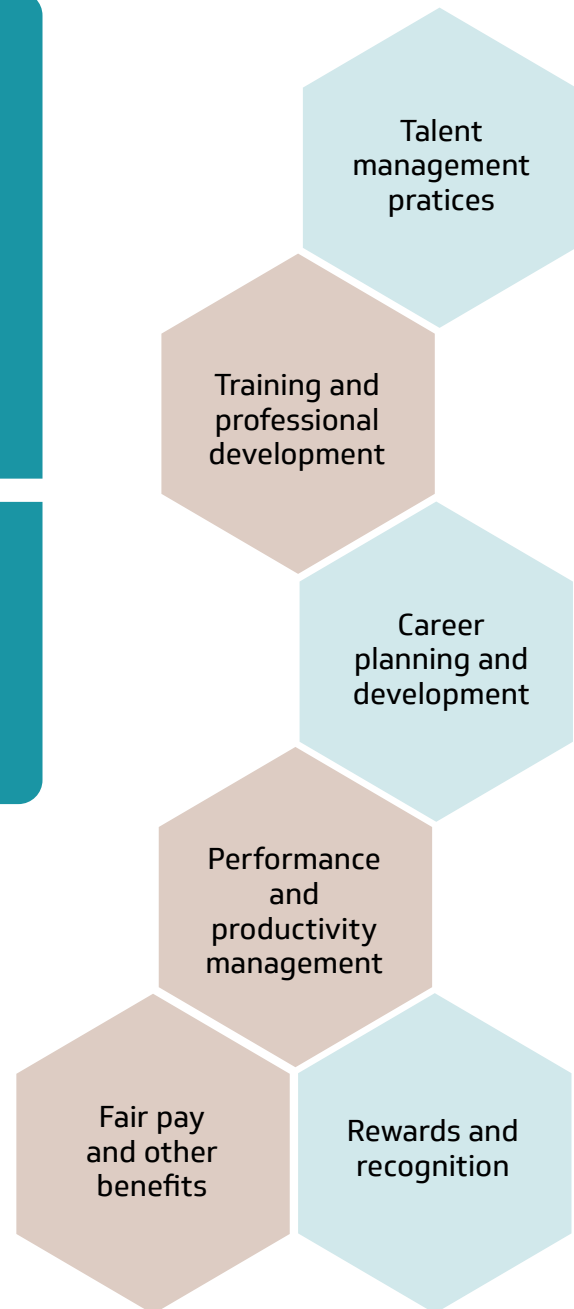 Talent
management
pratices
Training and
professional
development
Career
planning and
development
Performance
and
productivity
management
Fair pay
and other
benefits
Rewards and
recognition